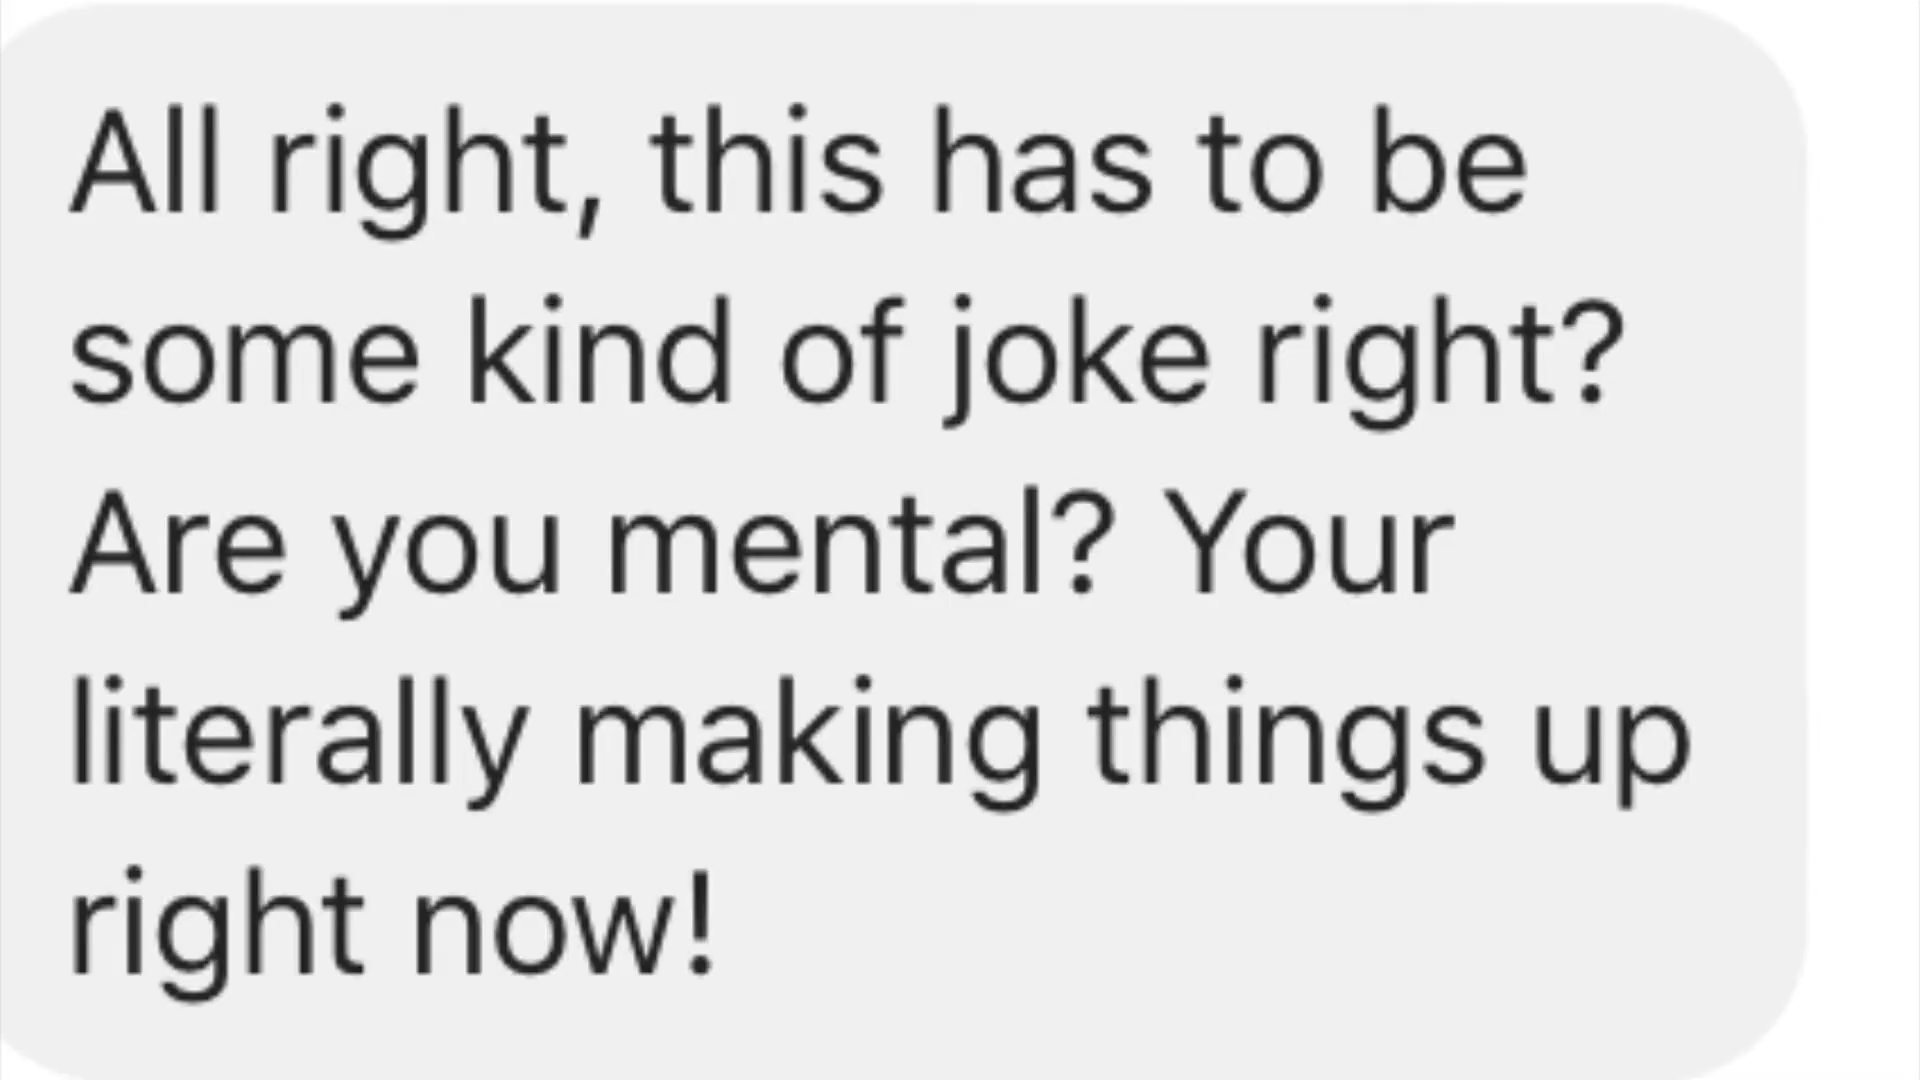 All right, this has to be
some kind of joke right?
Are you mental? Your
literally making things up
right now!